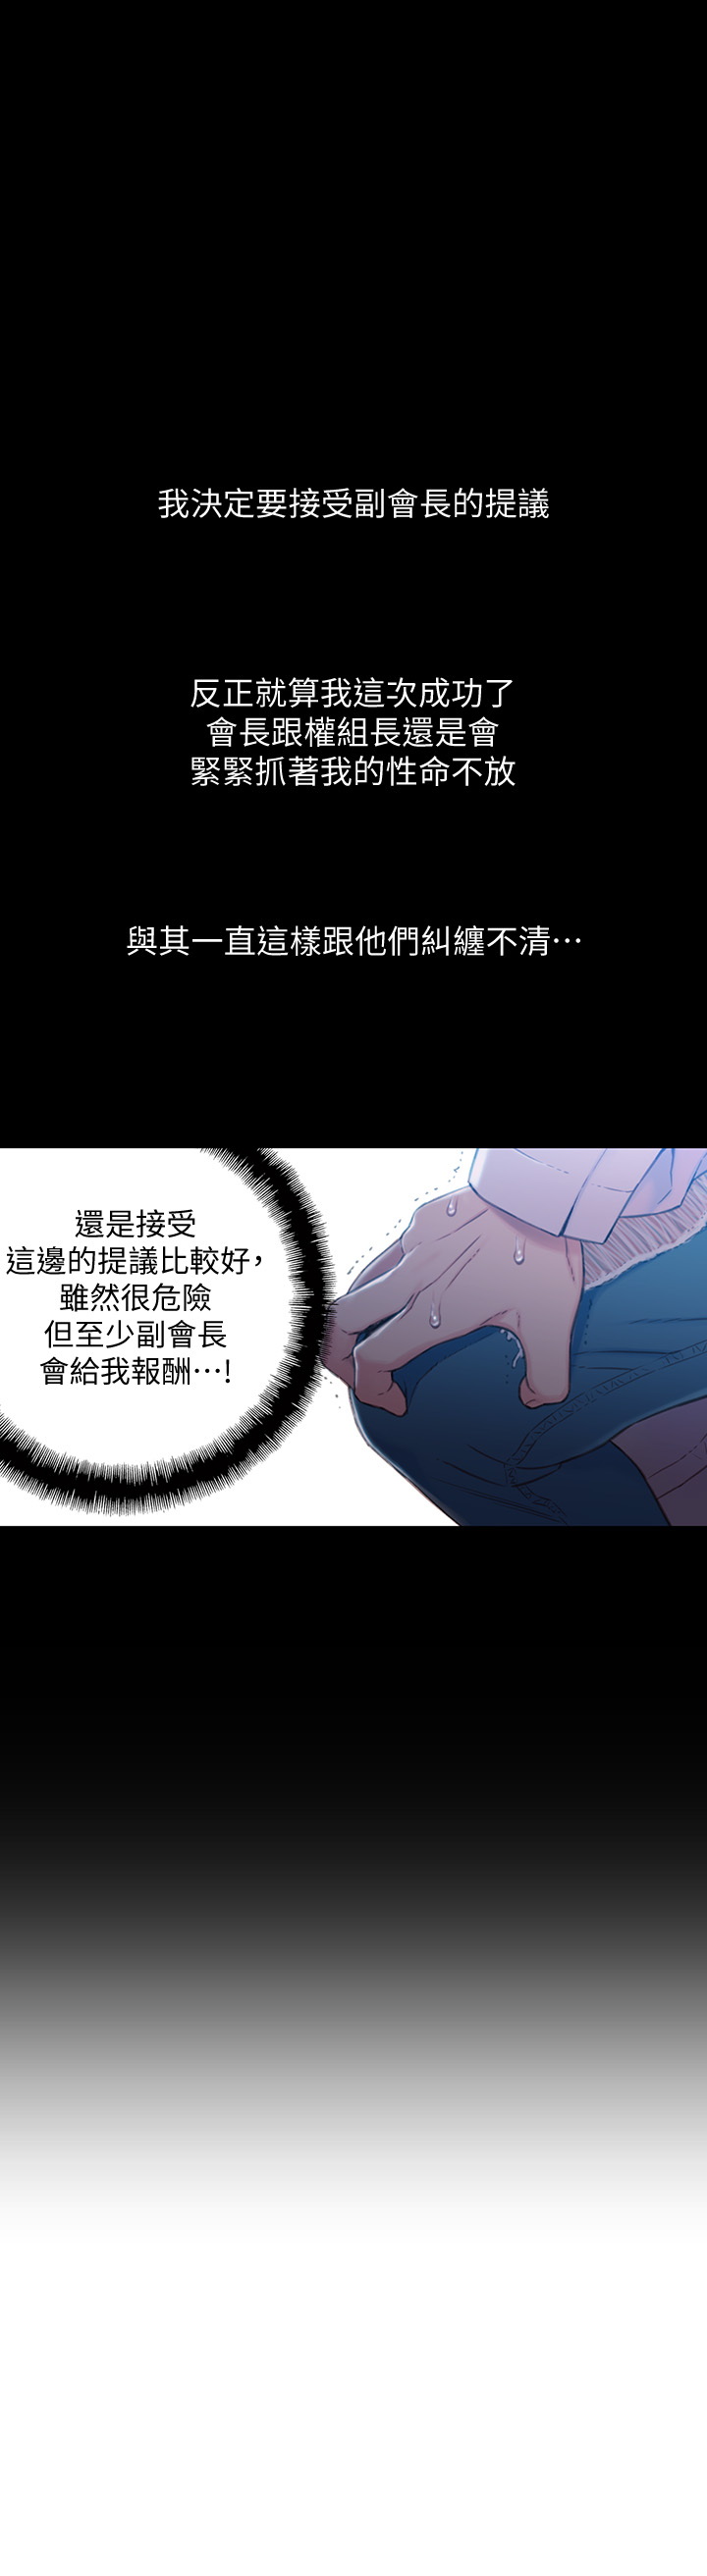 我決定要接受副會長的提議
反正就算我這次成功了
會長跟權組長還是會
緊緊抓著我的性命不放
與其一直這樣跟他們糾纏不清⋯
還是接受
這邊的提議比較好，
雖然很危險
但至少副會長
會給我報酬⋯!